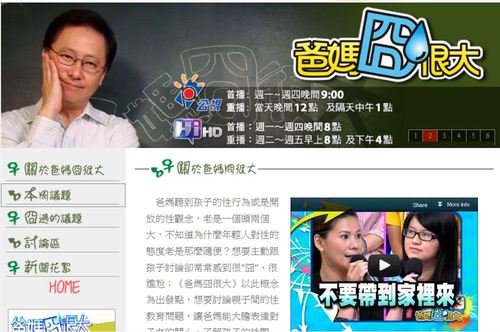 爸媽囧很大
公視
首播：週一～週四晚間9:00
重播：當天晚間12點 及隔天中午1點
Hi HD
首播：週一～週四晚間8點
重播：週二～週五早上8點 及下午4點
1 2 3 4 5 6
關於爸媽囧很大
本周議題
囧過的議題
討論區
新聞花絮
HOME
關於爸媽囧很大
爸媽聽到孩子的性行為或是開
放的性觀念，老是一個頭兩個
大，不知道為什麼年輕人對性的
態度老是那麼隨便？想要主動跟
孩子討論卻常常感到很"囧"、很
尷尬；《爸媽囧很大》以此概念
為出發點，想要討論親子間的性
教育問題，讓爸媽能大膽表達對
Share
More info
不要帶到家裡來
爸媽囧很大